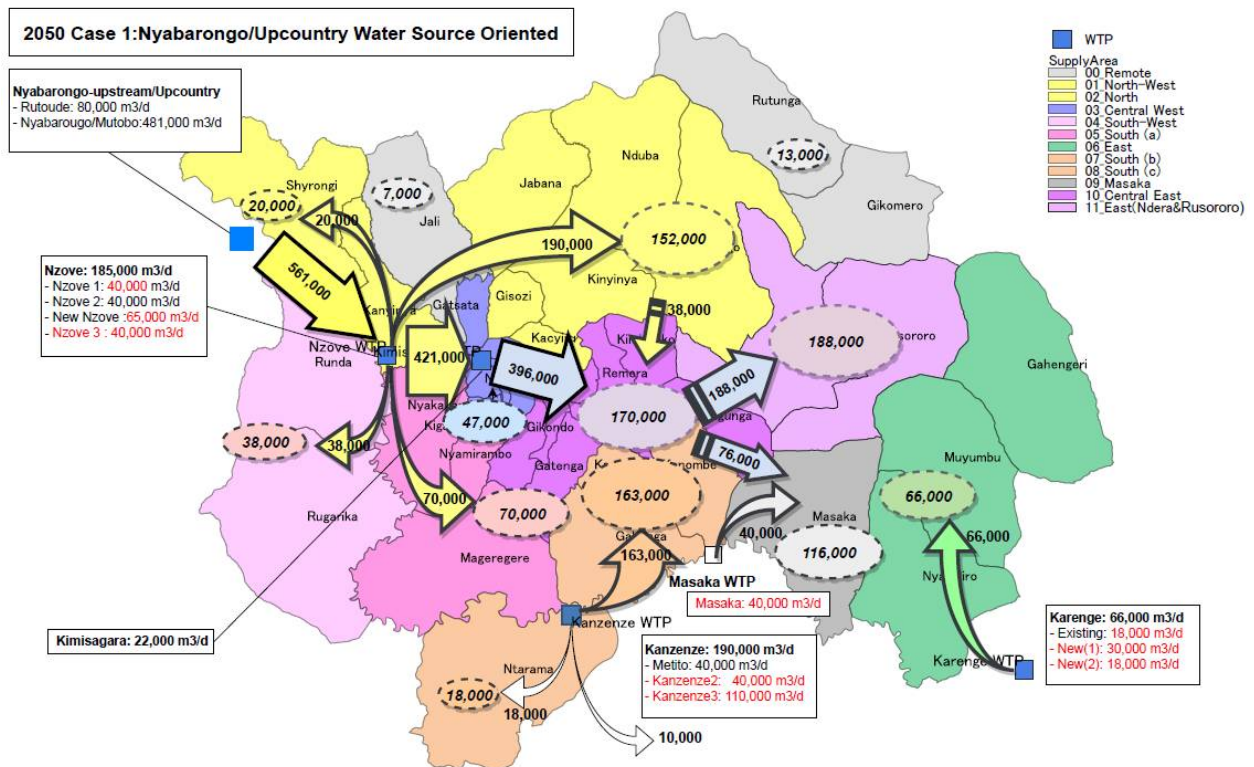 2050 Case 1:Nyabarongo/Upcountry Water Source Oriented
Nyabarongo-upstream/Upcountry
- Rutoude: 80,000 m3/d
- Nyabarougo/Mutobo:481,000 m3/d
WTP
SupplyArea
00_Remote
01_North-West
02_North
03_Central West
04_South-West
05_South (a)
06_East
07_South (b)
08_South (c)
09_Masaka
10_Central East
11_East(Ndera&Rusororo)
Rutunga
13,000
Nduba
Jabana
Shyrongi
20,000
20,000
7,000
Jali
Gikomero
190,000
152,000
561,000
Nzove: 185,000 m3/d
- Nzove 1: 40,000 m3/d
- Nzove 2: 40,000 m3/d
- New Nzove :65,000 m3/d
- Nzove 3 : 40,000 m3/d
Kinyinya
Gisozi
Gatsata
38,000
Nzove WTP
Runda
421,000
396,000
Remera
188,000
188,000
Gahengeri
47,000
170,000
Gikondo
Nyamirambo
Gatenga
76,000
38,000
38,000
Muyumbu
66,000
163,000
70,000
70,000
Rugarika
Masaka
40,000
116,000
66,000
163,000
Mageregere
Masaka WTP
Masaka: 40,000 m3/d
Kanzenze WTP
Kimisagara: 22,000 m3/d
Kanzenze: 190,000 m3/d
- Metito: 40,000 m3/d
- Kanzenze2: 40,000 m3/d
- Kanzenze3: 110,000 m3/d
Karenge: 66,000 m3/d
- Existing: 18,000 m3/d
- New(1): 30,000 m3/d
- New(2): 18,000 m3/d
Karenge WTP
Ntarama
18,000
18,000
10,000